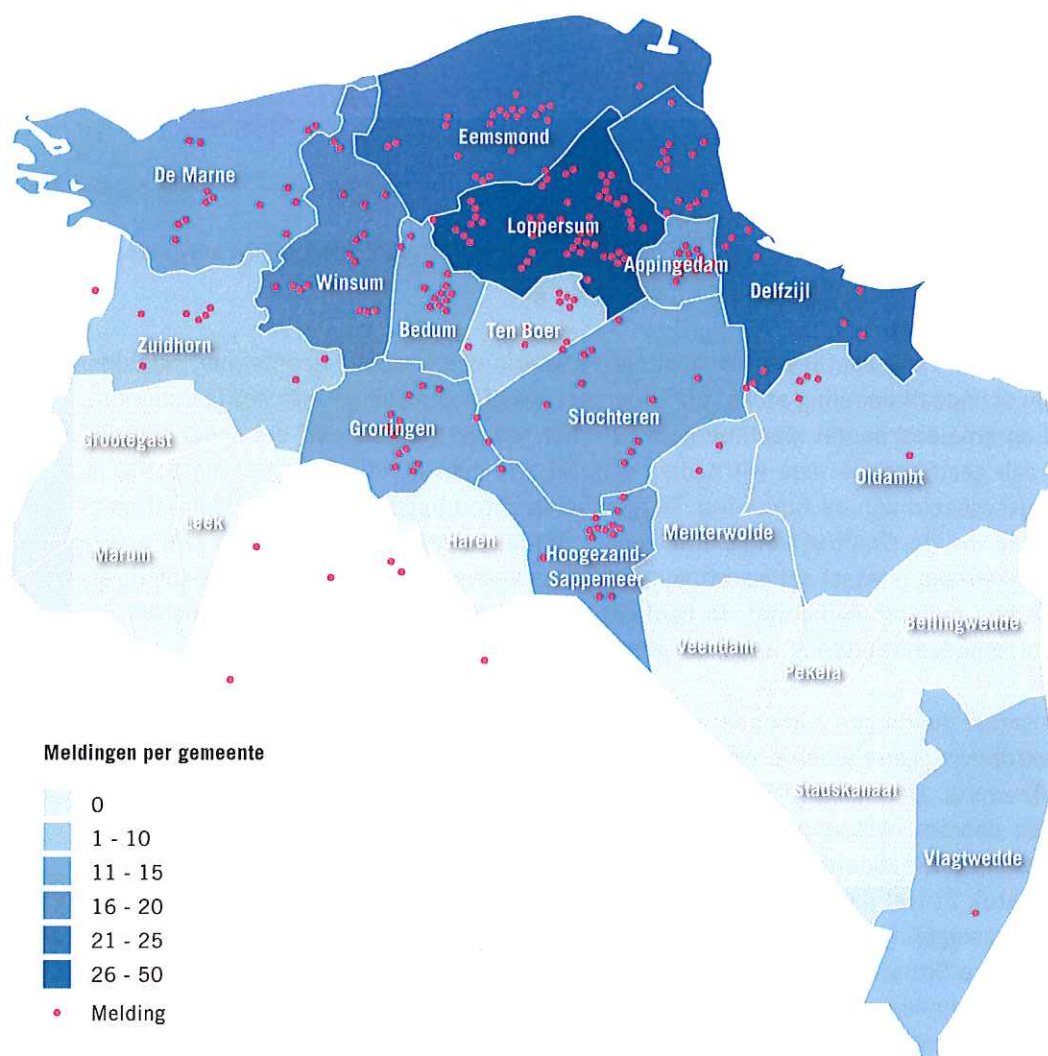 Eemsmond
De Marne
Loppersum
Appingedam
Winsum
Delfzijl
Bedum
Ten Boer
Zuidhorn
Slochteren
Groningen
Grootegast
Oldambt
Leek
Haren
Menterwolde
Marum
Hoogezand-
Sappemeer
Bellingwedde
Veendam
Pekela
Stadskanaal
Vlagtwedde
Meldingen per gemeente
0
1 - 10
11 - 15
16 - 20
21 - 25
26 - 50
Melding